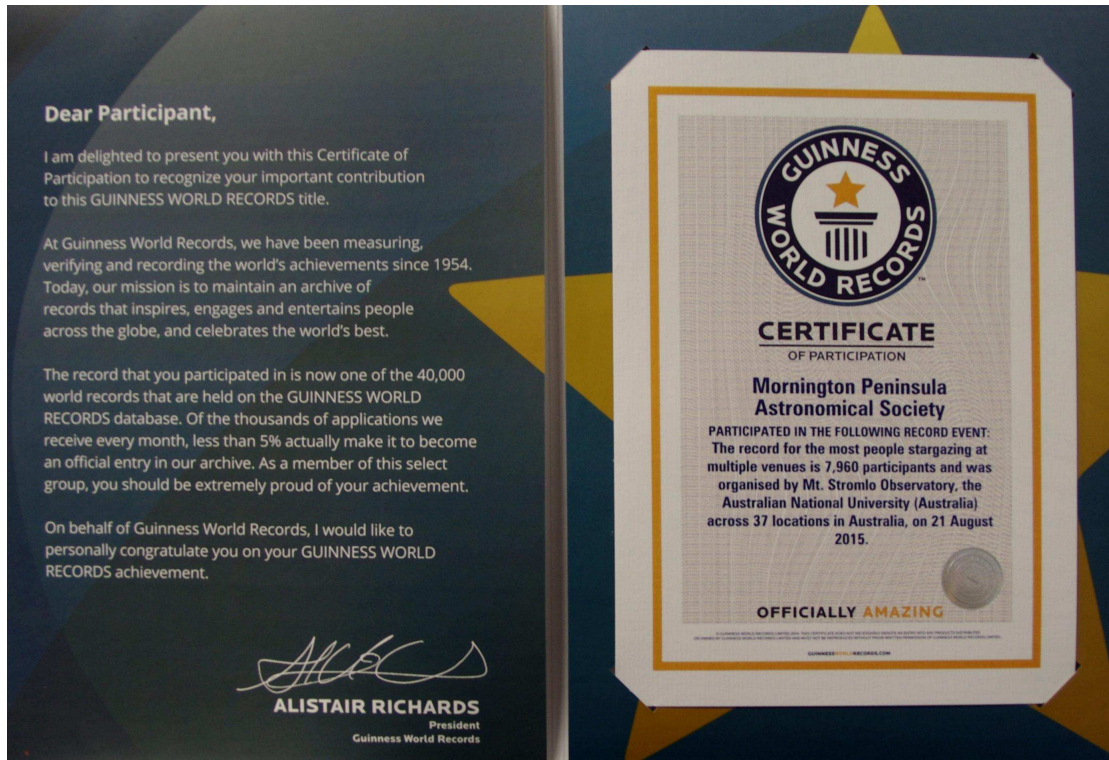 Dear Participant,
I am delighted to present you with this Certificate of
Participation to recognize your important contribution
to this GUINNESS WORLD RECORDS title.
At Guinness World Records, we have been measuring,
verifying and recording the world's achievements since 1954.
Today, our mission is to maintain an archive of
records that inspires, engages and entertains people
across the globe, and celebrates the world's best.
The record that you participated in is now one of the 40,000
world records that are held on the GUINNESS WORLD
RECORDS database. Of the thousands of applications we
receive every month, less than 5% actually make it to become
an official entry in our archive. As a member of this select
group, you should be extremely proud of your achievement.
On behalf of Guinness World Records, I would like to
personally congratulate you on your GUINNESS WORLD
RECORDS achievement.
ALISTAIR RICHARDS
President
Guinness World Records
GUINNESS
WORLD RECORDS
TM
CERTIFICATE
OF PARTICIPATION
Mornington Peninsula
Astronomical Society
PARTICIPATED IN THE FOLLOWING RECORD EVENT:
The record for the most people stargazing at
multiple venues is 7,960 participants and was
organised by Mt. Stromlo Observatory, the
Australian National University (Australia)
across 37 locations in Australia, on 21 August
2015.
OFFICIALLY AMAZING
GUINNESSWORLDRECORDS.COM